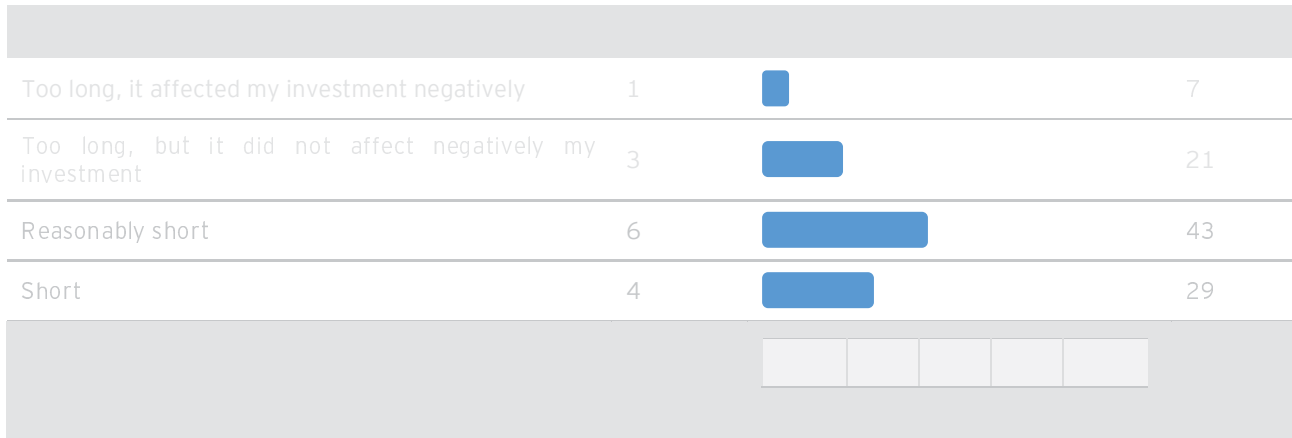 Too long, it affected my investment negatively 1 7
Too long, but it did not affect negatively my
investment 3 21
Reasonably short 6 43
Short 4 29